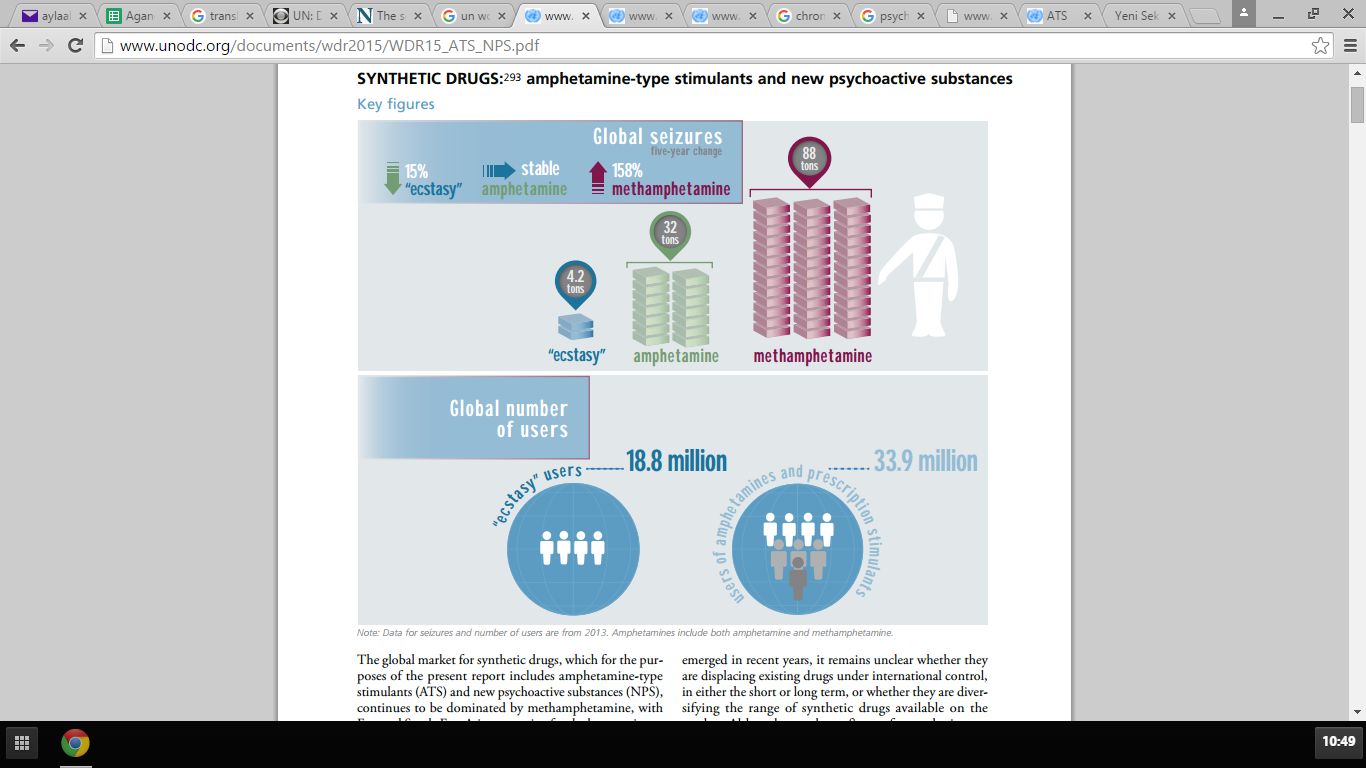 aylaal
Agan
transl
UN: D
The s
un wo
www.
www.
www.
chron
psych
www.
ATS
Yeni Sek
www.unodc.org/documents/wdr2015/WDR15_ATS_NPS.pdf
SYNTHETIC DRUGS:293 amphetamine-type stimulants and new psychoactive substances
Key figures
Global seizures
five-year change
15%
"ecstasy"
stable
amphetamine
158%
methamphetamine
88
tons
32
tons
4.2
tons
"ecstasy"
amphetamine
methamphetamine
Global number
of users
"ecstasy" users
18.8 million
users of amphetamines and prescription stimulants
33.9 million
Note: Data for seizures and number of users are from 2013. Amphetamines include both amphetamine and methamphetamine.
The global market for synthetic drugs, which for the pur-
poses of the present report includes amphetamine-type
stimulants (ATS) and new psychoactive substances (NPS),
continues to be dominated by methamphetamine, with
emerged in recent years, it remains unclear whether they
are displacing existing drugs under international control,
in either the short or long term, or whether they are diver-
sifying the range of synthetic drugs available on the
10:49